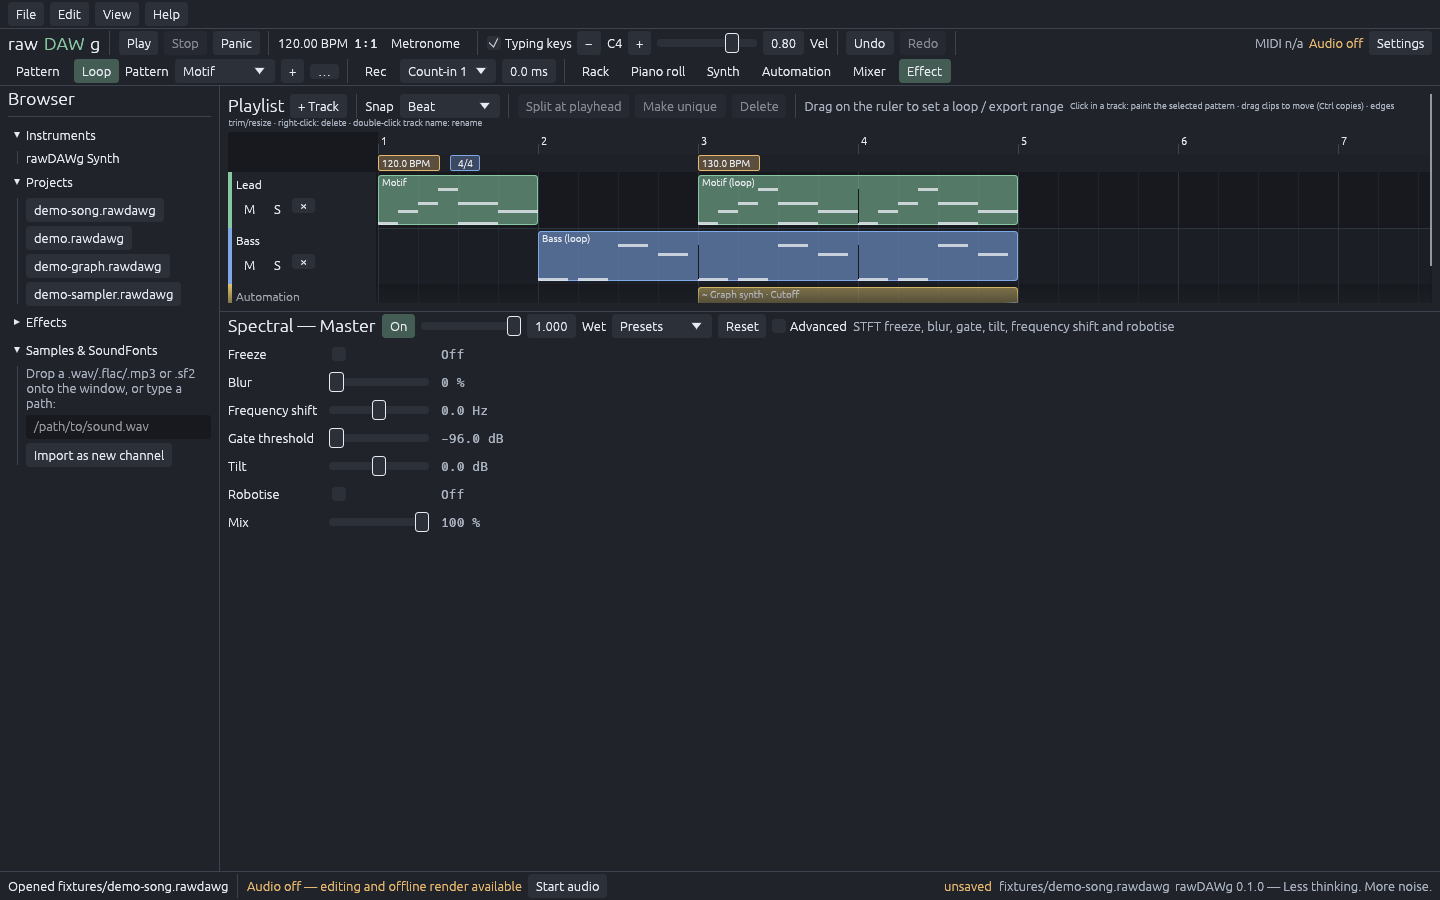 File Edit View Help
raw DAW g Play Stop Panic 120.00 BPM 1:1 Metronome Typing keys − C4 + 0.80 Vel Undo Redo MIDI n/a Audio off Settings
Pattern Loop Pattern Motif + ... Rec Count-in 1 0.0 ms Rack Piano roll Synth Automation Mixer Effect
Browser
Instruments
rawDAWg Synth
Projects
demo-song.rawdawg
demo.rawdawg
demo-graph.rawdawg
demo-sampler.rawdawg
Effects
Samples & SoundFonts
Drop a .wav/.flac/.mp3 or .sf2
onto the window, or type a
path:
/path/to/sound.wav
Import as new channel
Playlist + Track Snap Beat Split at playhead Make unique Delete Drag on the ruler to set a loop / export range Click in a track: paint the selected pattern · drag clips to move (Ctrl copies) · edges
trim/resize · right-click: delete · double-click track name: rename
1 2 3 4 5 6 7
120.0 BPM 4/4 130.0 BPM
Lead Motif Motif (loop)
M S ×
Bass Bass (loop)
M S ×
Automation ~ Graph synth · Cutoff
Spectral — Master On 1.000 Wet Presets Reset Advanced STFT freeze, blur, gate, tilt, frequency shift and robotise
Freeze Off
Blur 0 %
Frequency shift 0.0 Hz
Gate threshold −96.0 dB
Tilt 0.0 dB
Robotise Off
Mix 100 %
Opened fixtures/demo-song.rawdawg Audio off — editing and offline render available Start audio unsaved fixtures/demo-song.rawdawg rawDAWg 0.1.0 — Less thinking. More noise.